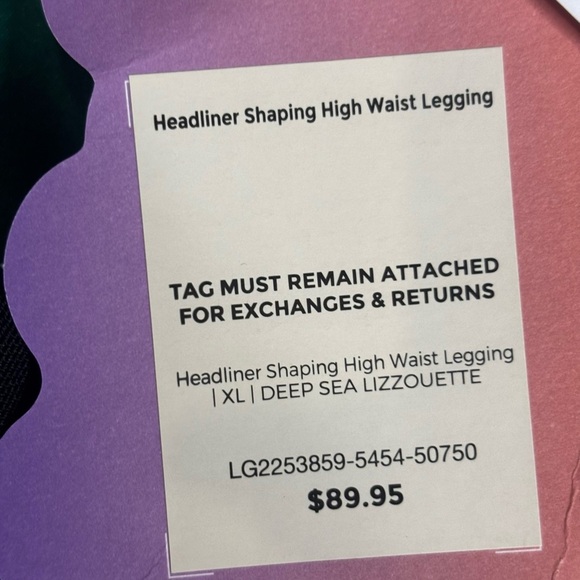 Headliner Shaping High Waist Legging
TAG MUST REMAIN ATTACHED
FOR EXCHANGES & RETURNS
Headliner Shaping High Waist Legging
| XL | DEEP SEA LIZZOUETTE
LG2253859-5454-50750
$89.95